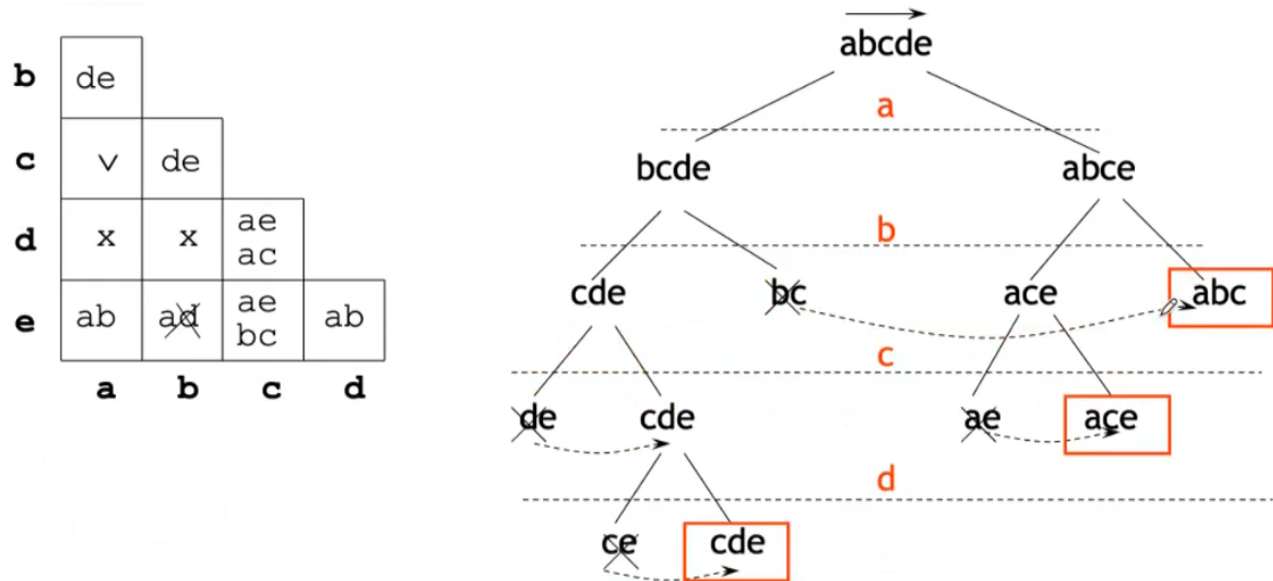 b de
c v de
d x x ae
ac
e ab ad ae
bc ab
a b c d
abcde
a
bcde abce
b
cde bc ace abc
c
de cde ae ace
d
ce cde